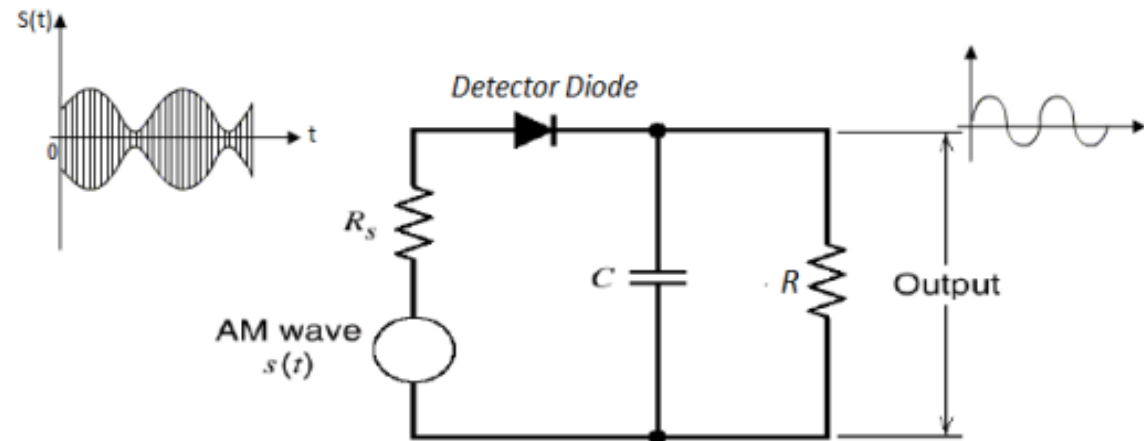 S(t)
t
0
Detector Diode
R_s
C
R
Output
AM wave
s(t)